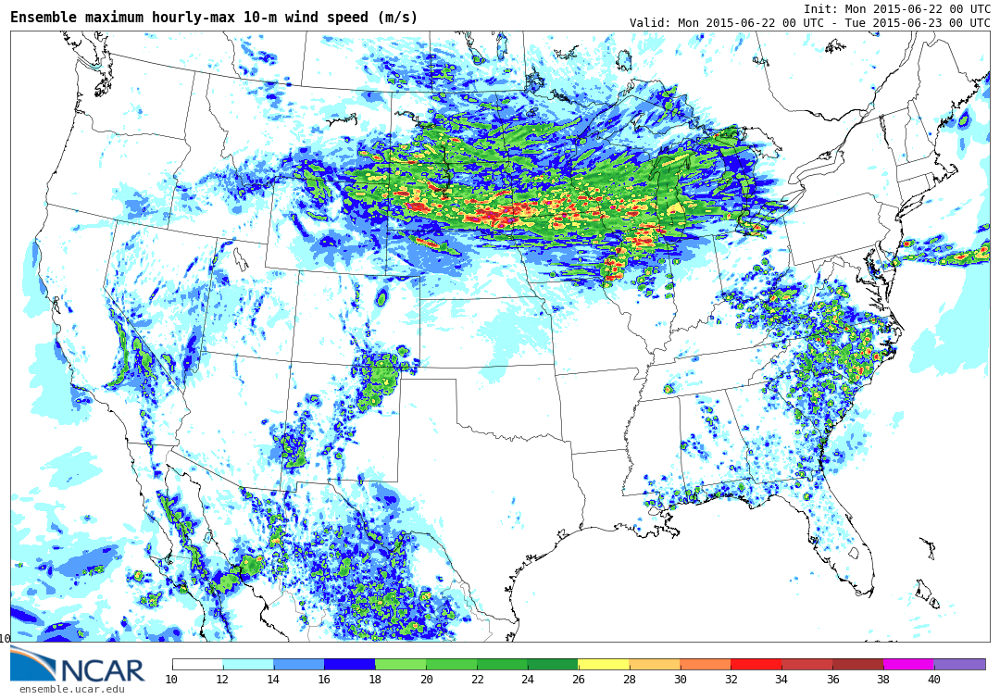 Ensemble maximum hourly-max 10-m wind speed (m/s)
Init: Mon 2015-06-22 00 UTC
Valid: Mon 2015-06-22 00 UTC - Tue 2015-06-23 00 UTC
10
NCAR
ensemble.ucar.edu
10 12 14 16 18 20 22 24 26 28 30 32 34 36 38 40